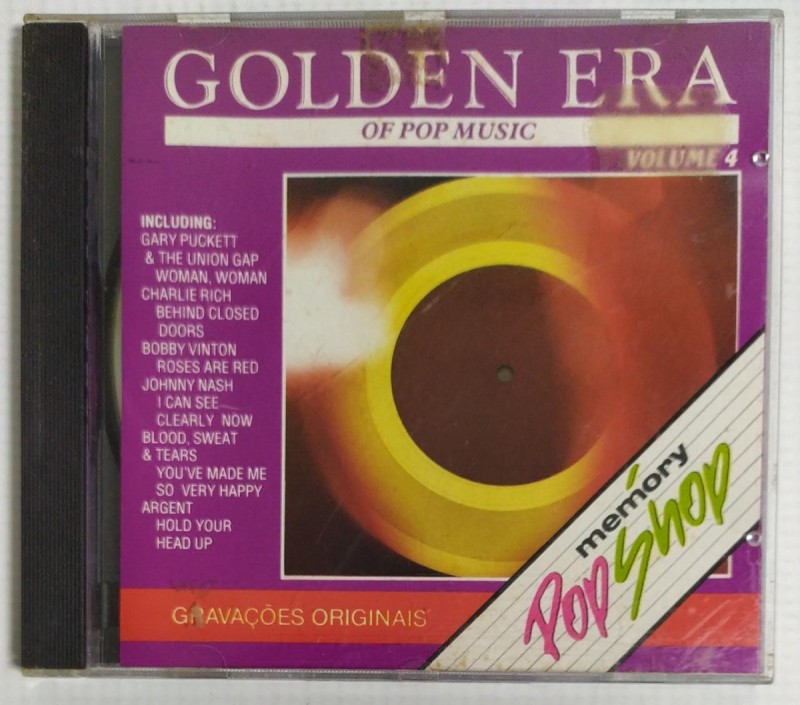 GOLDEN ERA
OF POP MUSIC
VOLUME 4
INCLUDING:
GARY PUCKETT
& THE UNION GAP
WOMAN, WOMAN
CHARLIE RICH
BEHIND CLOSED
DOORS
BOBBY VINTON
ROSES ARE RED
JOHNNY NASH
I CAN SEE
CLEARLY NOW
BLOOD, SWEAT
& TEARS
YOU'VE MADE ME
SO VERY HAPPY
ARGENT
HOLD YOUR
HEAD UP
memory
Pop Shop
GRAVAÇÕES ORIGINAIS